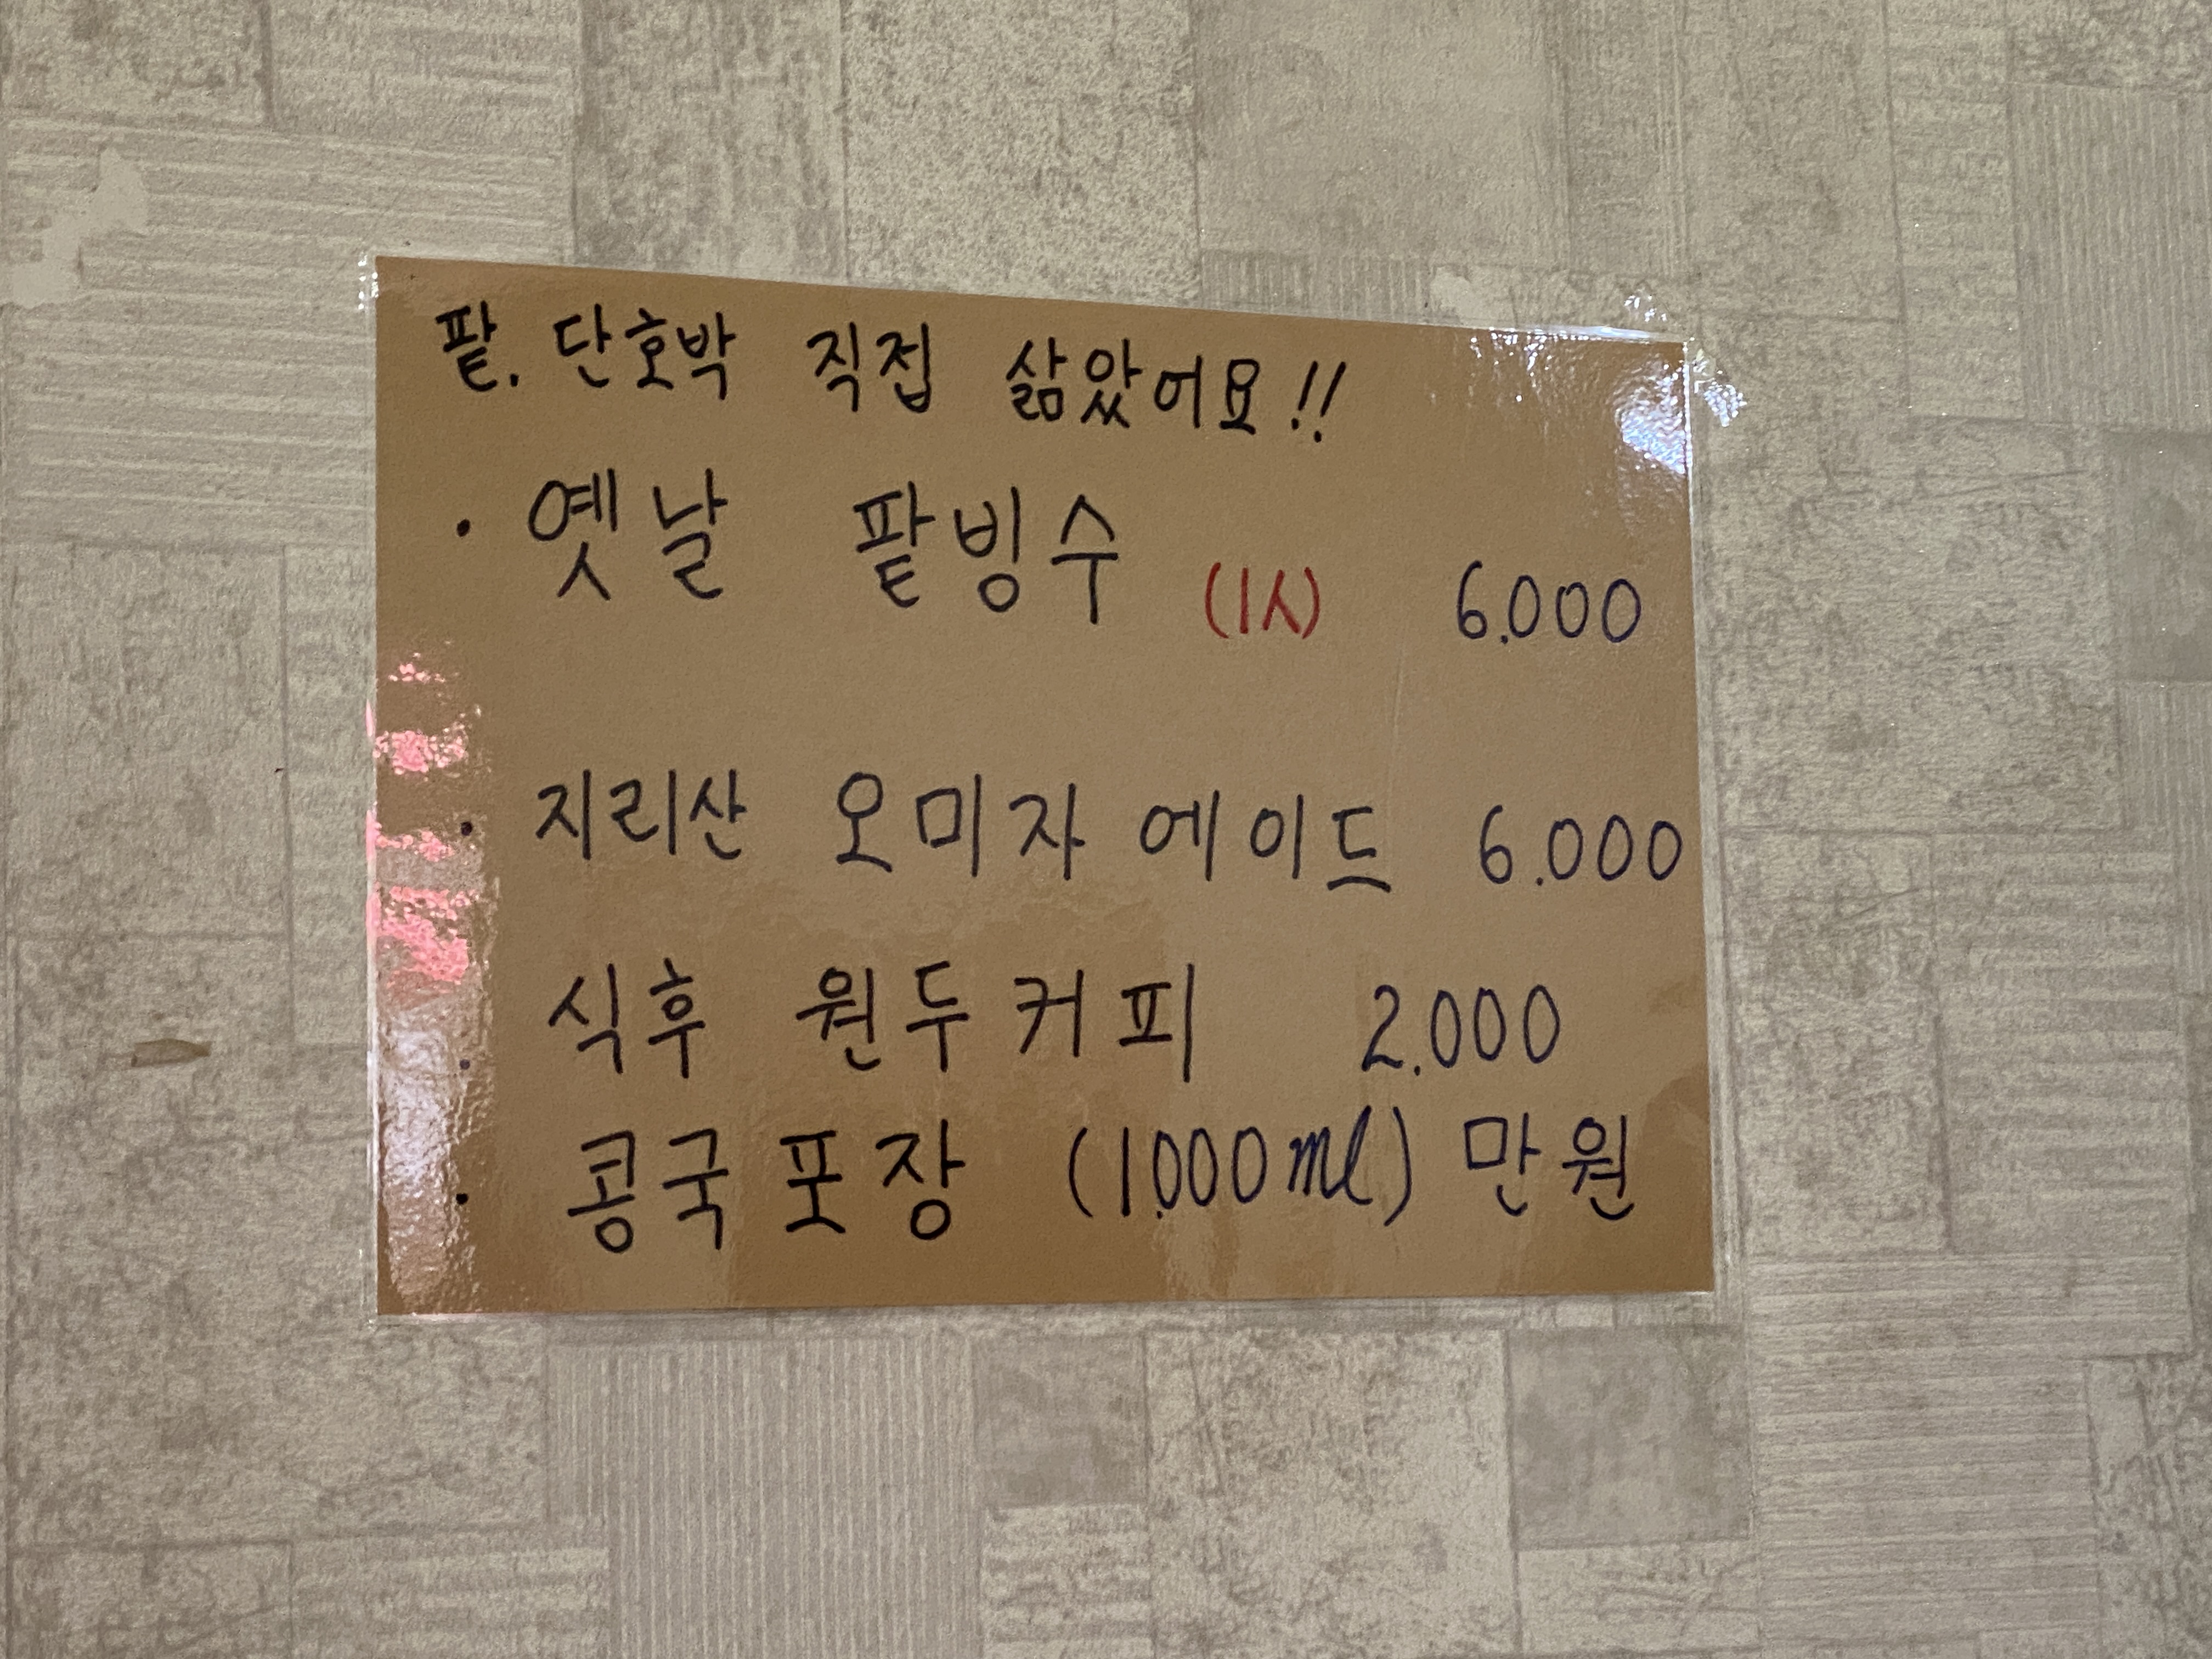 팥. 단호박 직접 삶았어요!!
· 옛날 팥빙수 (1人) 6.000
· 지리산 오미자 에이드 6.000
· 식후 원두커피 2.000
· 콩국포장 (1.000ml) 만원